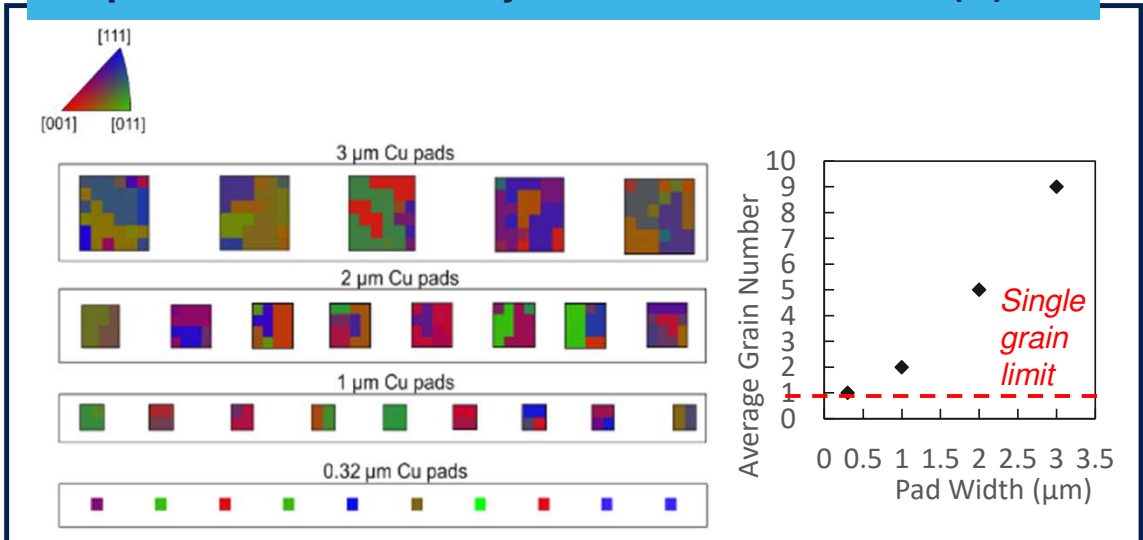 [111]
[001] [011]
3 µm Cu pads
2 µm Cu pads
1 µm Cu pads
0.32 µm Cu pads
Average Grain Number
10
9
8
7
6
5
4
3
2
1
0
Single
grain
limit
0 0.5 1 1.5 2 2.5 3 3.5
Pad Width (µm)